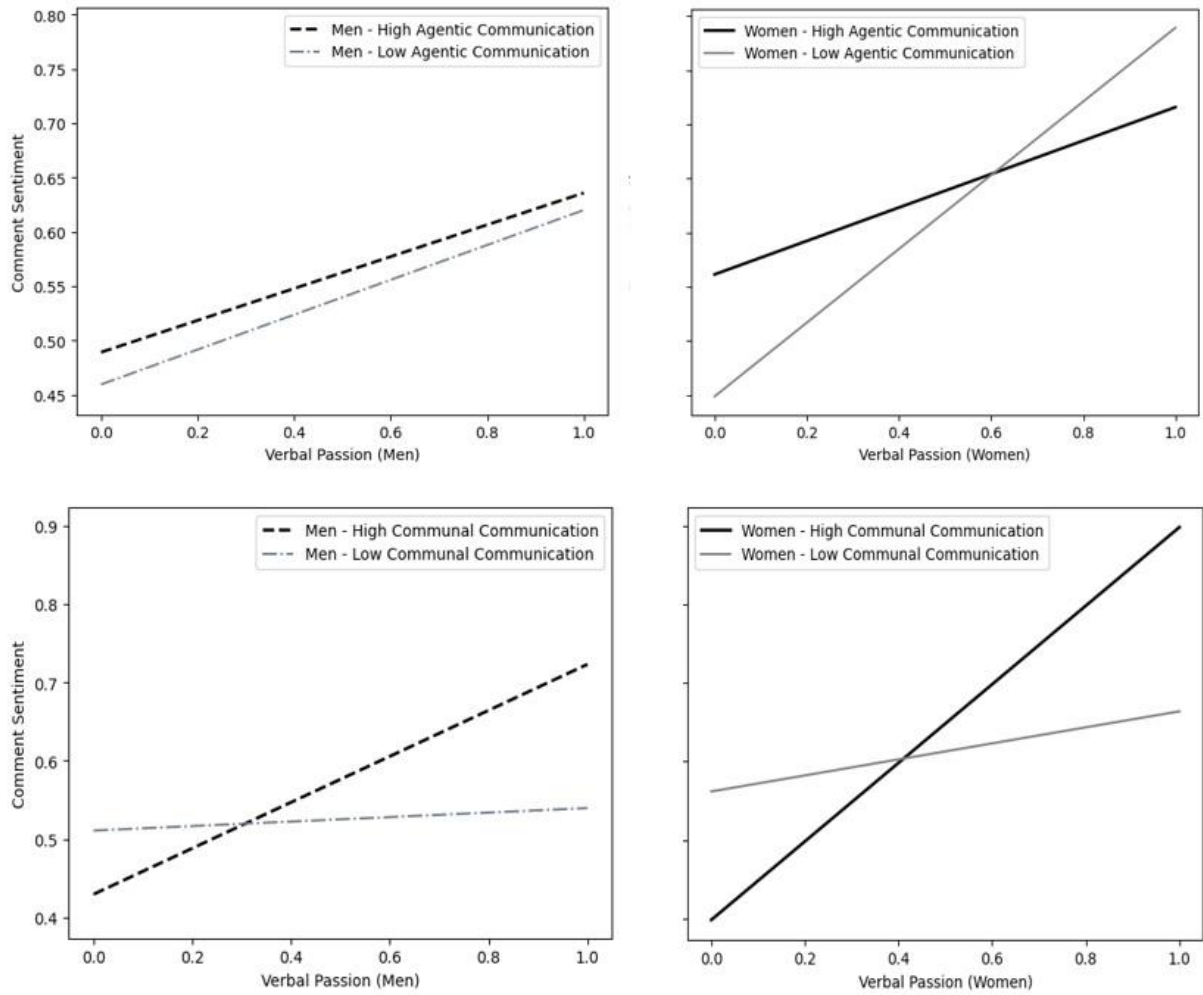 Men - High Agentic Communication
Men - Low Agentic Communication
0.80
0.75
0.70
0.65
0.60
0.55
0.50
0.45
Comment Sentiment
0.0 0.2 0.4 0.6 0.8 1.0
Verbal Passion (Men)
Women - High Agentic Communication
Women - Low Agentic Communication
0.0 0.2 0.4 0.6 0.8 1.0
Verbal Passion (Women)
Men - High Communal Communication
Men - Low Communal Communication
0.9
0.8
0.7
0.6
0.5
0.4
Comment Sentiment
0.0 0.2 0.4 0.6 0.8 1.0
Verbal Passion (Men)
Women - High Communal Communication
Women - Low Communal Communication
0.0 0.2 0.4 0.6 0.8 1.0
Verbal Passion (Women)